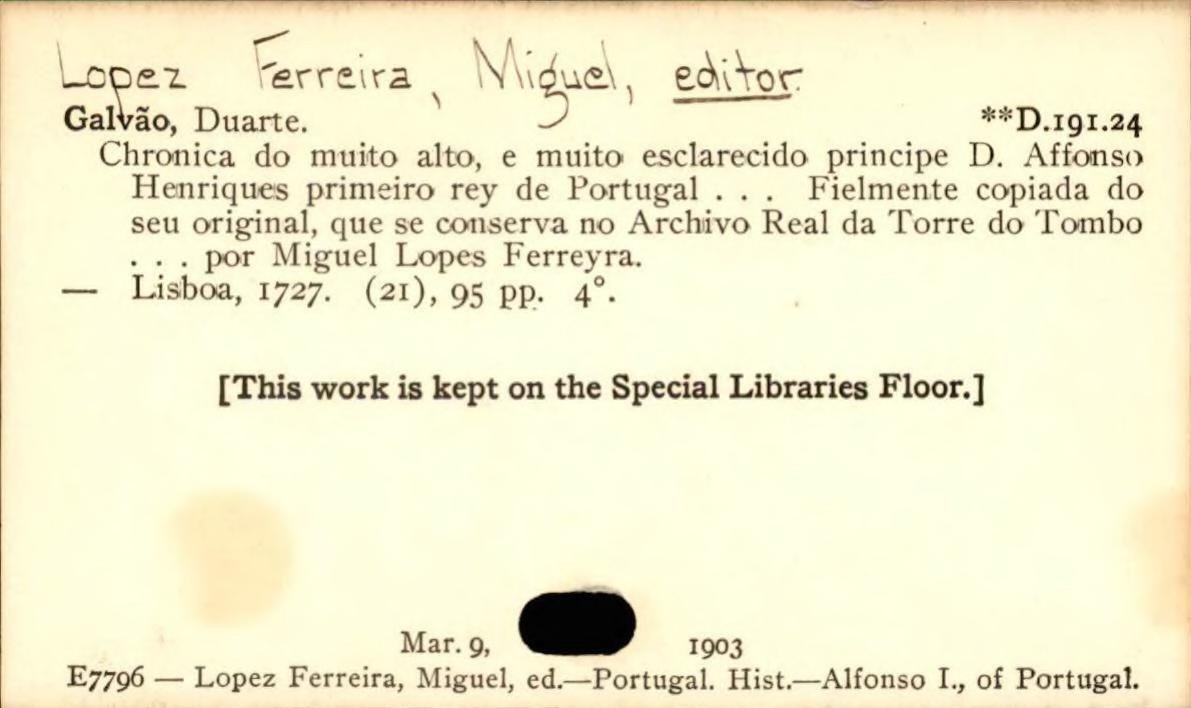 Lopez Ferreira, Miguel, editor.
Galvão, Duarte. **D.191.24
Chronica do muito alto, e muito esclarecido principe D. Affonso
Henriques primeiro rey de Portugal . . . Fielmente copiada do
seu original, que se conserva no Archivo Real da Torre do Tombo
. . . por Miguel Lopes Ferreyra.
— Lisboa, 1727. (21), 95 pp. 4°.
[This work is kept on the Special Libraries Floor.]
Mar. 9, 1903
E7796 — Lopez Ferreira, Miguel, ed.—Portugal. Hist.—Alfonso I., of Portugal.